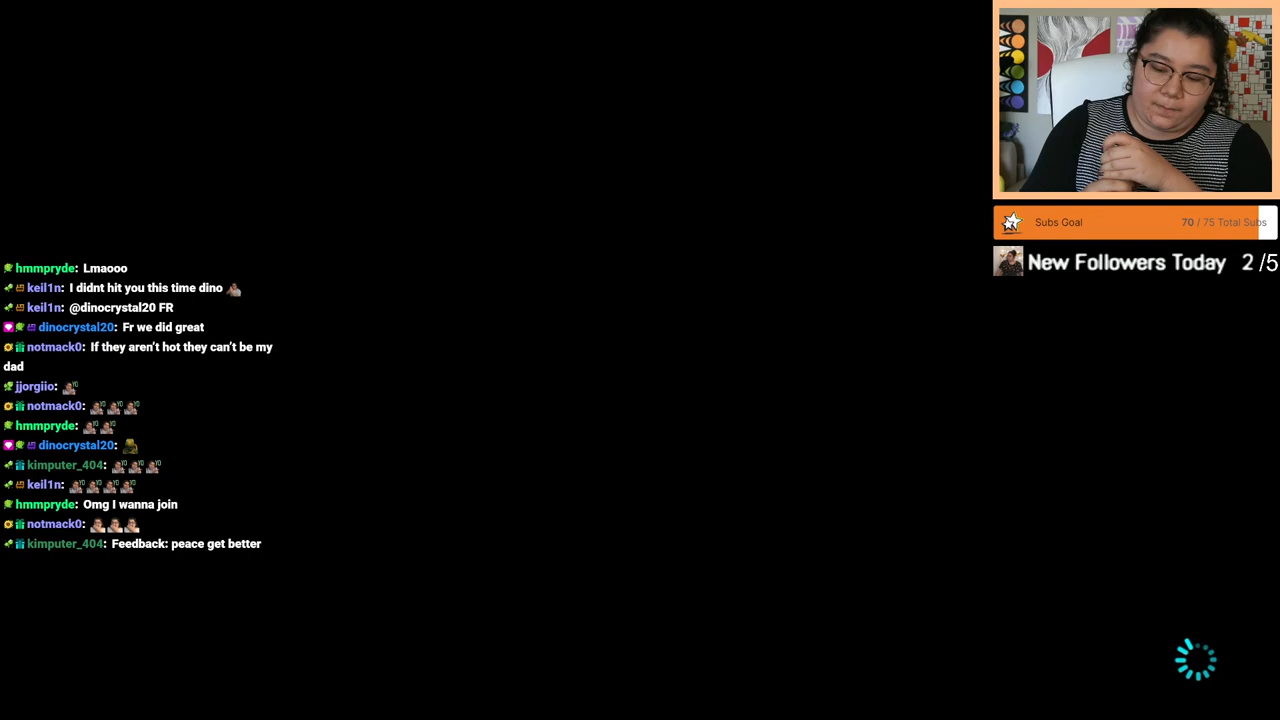 hmmpryde: Lmaooo
keil1n: I didnt hit you this time dino
keil1n: @dinocrystal20 FR
dinocrystal20: Fr we did great
notmack0: If they aren't hot they can't be my
dad
jjorgiio:
notmack0:
hmmpryde:
dinocrystal20:
kimputer_404:
keil1n:
hmmpryde: Omg I wanna join
notmack0:
kimputer_404: Feedback: peace get better
Subs Goal 70 / 75 Total Subs
New Followers Today 2 /5